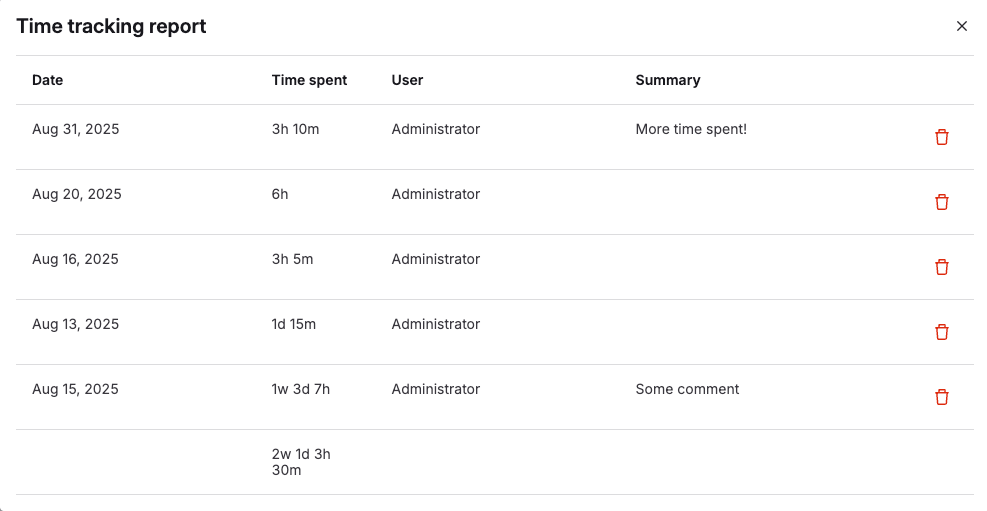 Time tracking report
Date Time spent User Summary
Aug 31, 2025 3h 10m Administrator More time spent!
Aug 20, 2025 6h Administrator
Aug 16, 2025 3h 5m Administrator
Aug 13, 2025 1d 15m Administrator
Aug 15, 2025 1w 3d 7h Administrator Some comment
2w 1d 3h
30m